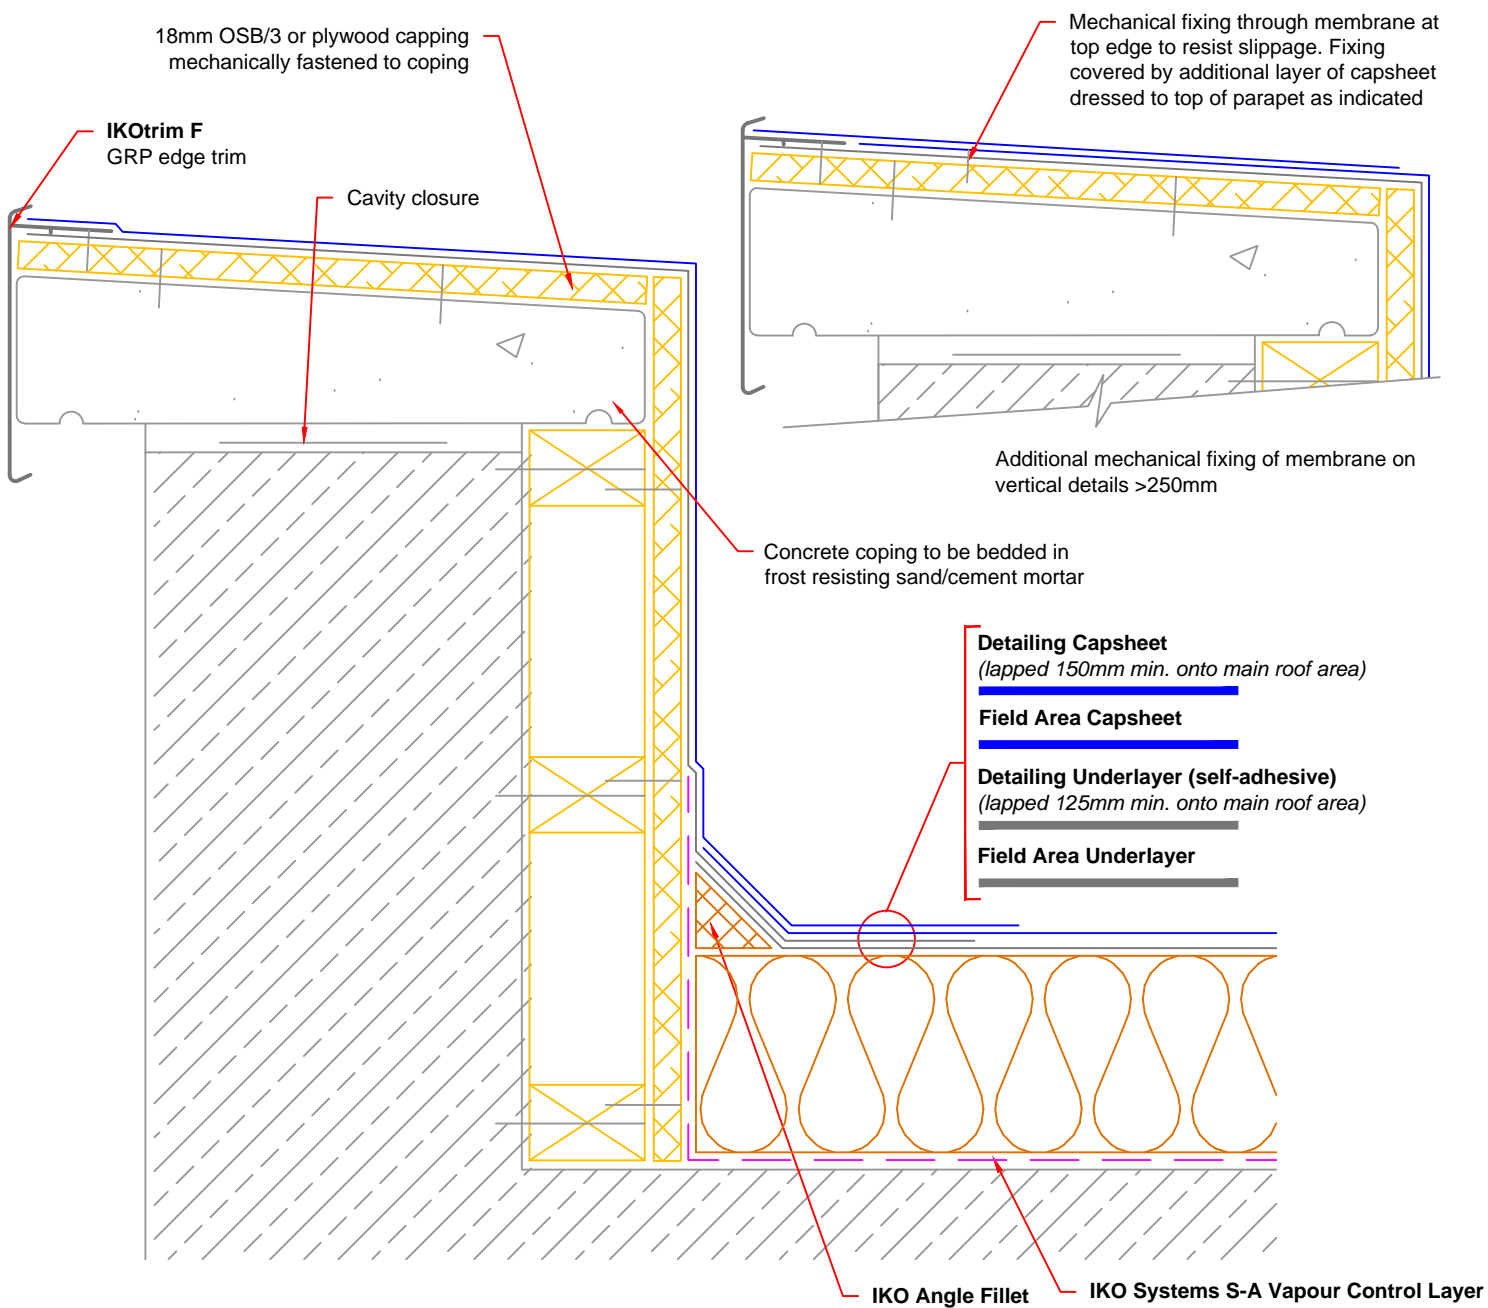 18mm OSB/3 or plywood capping
mechanically fastened to coping
Mechanical fixing through membrane at
top edge to resist slippage. Fixing
covered by additional layer of capsheet
dressed to top of parapet as indicated
IKOtrim F
GRP edge trim
Cavity closure
Additional mechanical fixing of membrane on
vertical details >250mm
Concrete coping to be bedded in
frost resisting sand/cement mortar
Detailing Capsheet
(lapped 150mm min. onto main roof area)
Field Area Capsheet
Detailing Underlayer (self-adhesive)
(lapped 125mm min. onto main roof area)
Field Area Underlayer
IKO Angle Fillet
IKO Systems S-A Vapour Control Layer